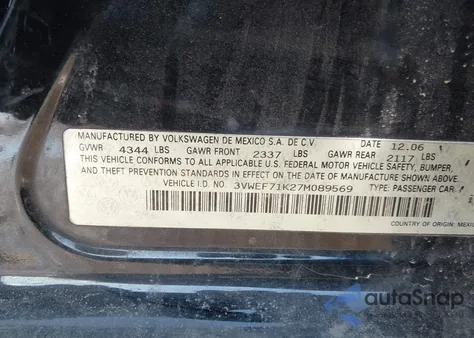 MANUFACTURED BY VOLKSWAGEN DE MEXICO S.A. DE C.V. DATE 12.06
GVWR 4344 LBS GAWR FRONT 2337 LBS GAWR REAR 2117 LBS
THIS VEHICLE CONFORMS TO ALL APPLICABLE U.S. FEDERAL MOTOR VEHICLE SAFETY, BUMPER,
AND THEFT PREVENTION STANDARDS IN EFFECT ON THE DATE OF MANUFACTURE SHOWN ABOVE.
VEHICLE I.D. NO. 3VWEF71K27M089569 TYPE: PASSENGER CAR
COUNTRY OF ORIGIN: MEXICO
autoSnap